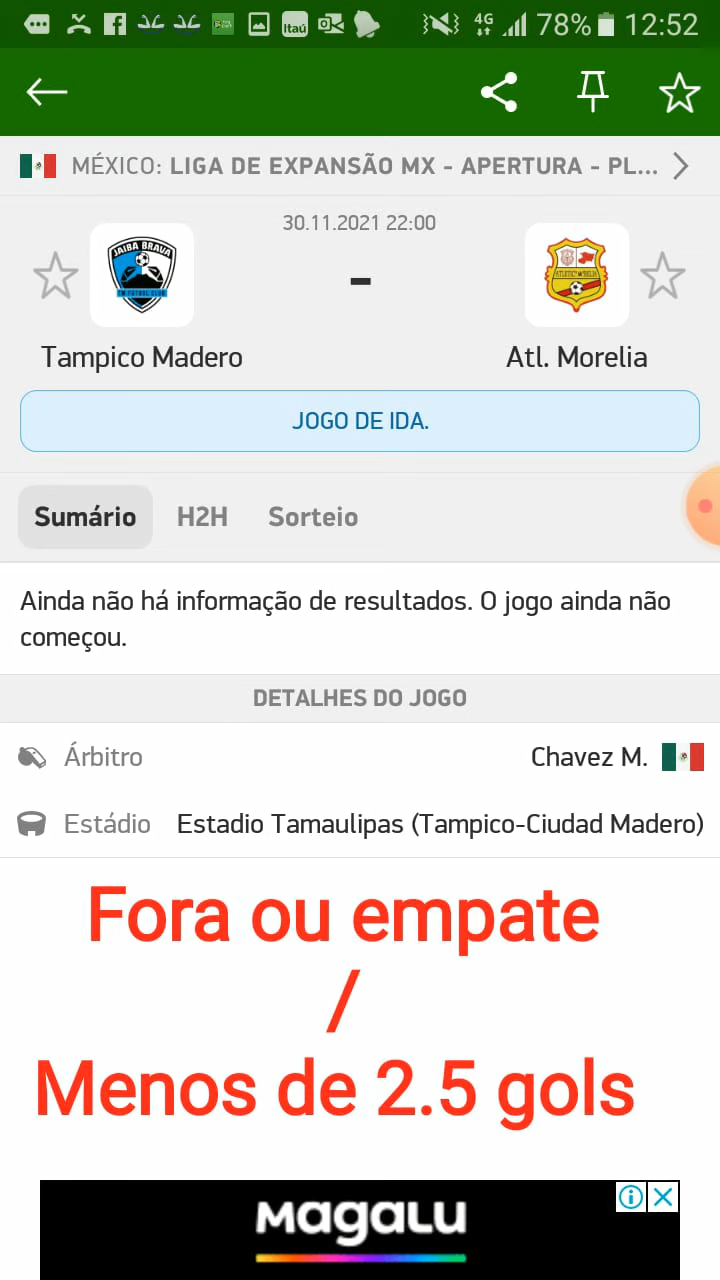 Itaú
4G
78%
12:52
MÉXICO: LIGA DE EXPANSÃO MX - APERTURA - PL...
30.11.2021 22:00
JAIBA BRAVA
-
Tampico Madero
Atl. Morelia
JOGO DE IDA.
Sumário
H2H
Sorteio
Ainda não há informação de resultados. O jogo ainda não
começou.
DETALHES DO JOGO
Árbitro
Chavez M.
Estádio
Estadio Tamaulipas (Tampico-Ciudad Madero)
Fora ou empate
/
Menos de 2.5 gols
MAGALU